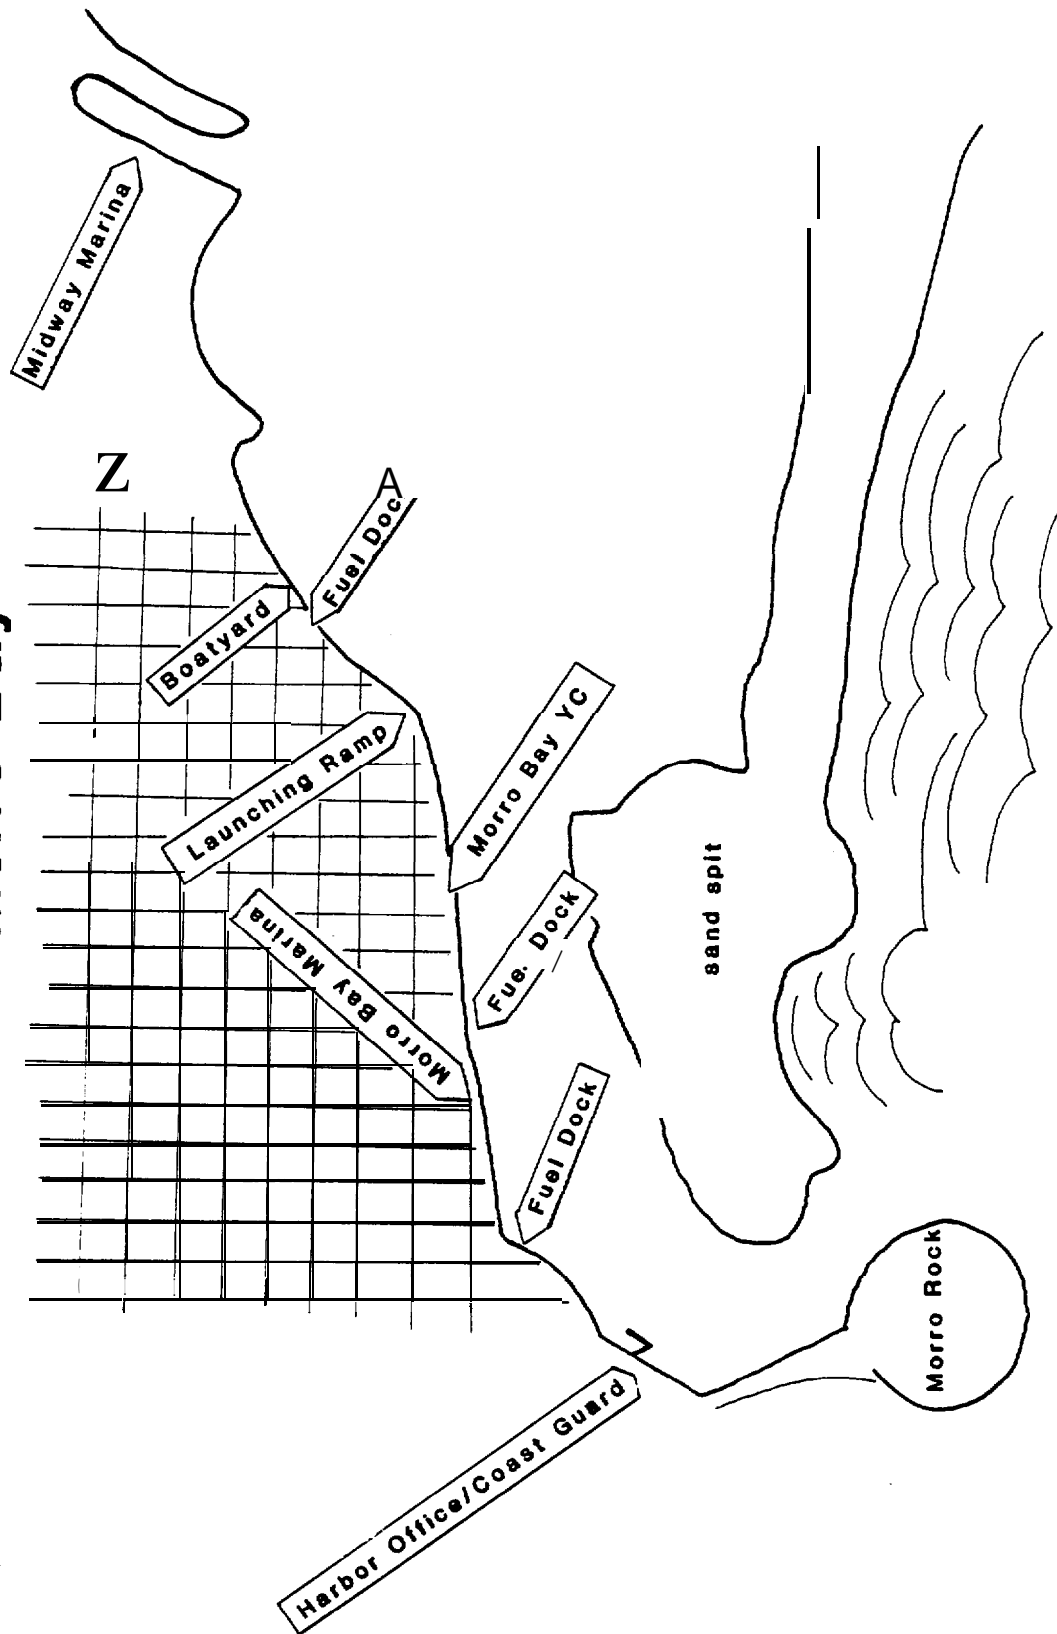 Midway Marina
Z
A
Fuel Doc
Boatyard
Launching Ramp
Morro Bay YC
Morro Bay Marina
Fue. Dock
sand spit
Fuel Dock
Morro Rock
Harbor Office/Coast Guard